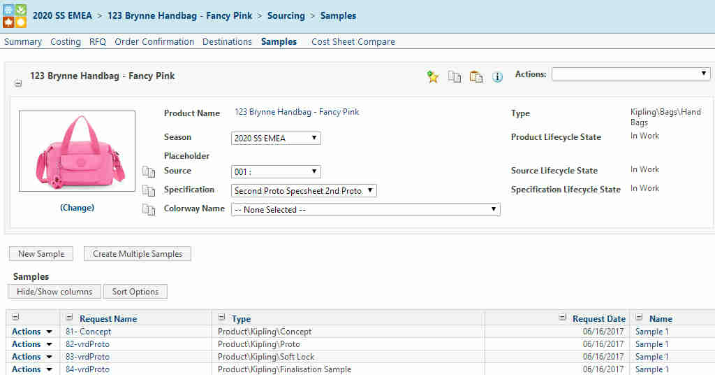 2020 SS EMEA > 123 Brynne Handbag - Fancy Pink > Sourcing > Samples
Summary Costing RFQ Order Confirmation Destinations Samples Cost Sheet Compare
123 Brynne Handbag - Fancy Pink Actions:
Product Name 123 Brynne Handbag - Fancy Pink Type Kipling\Bags\Hand
Bags
Season 2020 SS EMEA Product Lifecycle State In Work
Placeholder
Source 001 : Source Lifecycle State In Work
Specification Second Proto Specsheet 2nd Proto Specification Lifecycle State In Work
(Change) Colorway Name -- None Selected --
New Sample Create Multiple Samples
Samples
Hide/Show columns Sort Options
Request Name Type Request Date Name
Actions 81- Concept Product\Kipling\Concept 06/16/2017 Sample 1
Actions 82-vrdProto Product\Kipling\Proto 06/16/2017 Sample 1
Actions 83-vrdProto Product\Kipling\Soft Lock 06/16/2017 Sample 1
Actions 84-vrdProto Product\Kipling\Finalisation Sample 06/16/2017 Sample 1